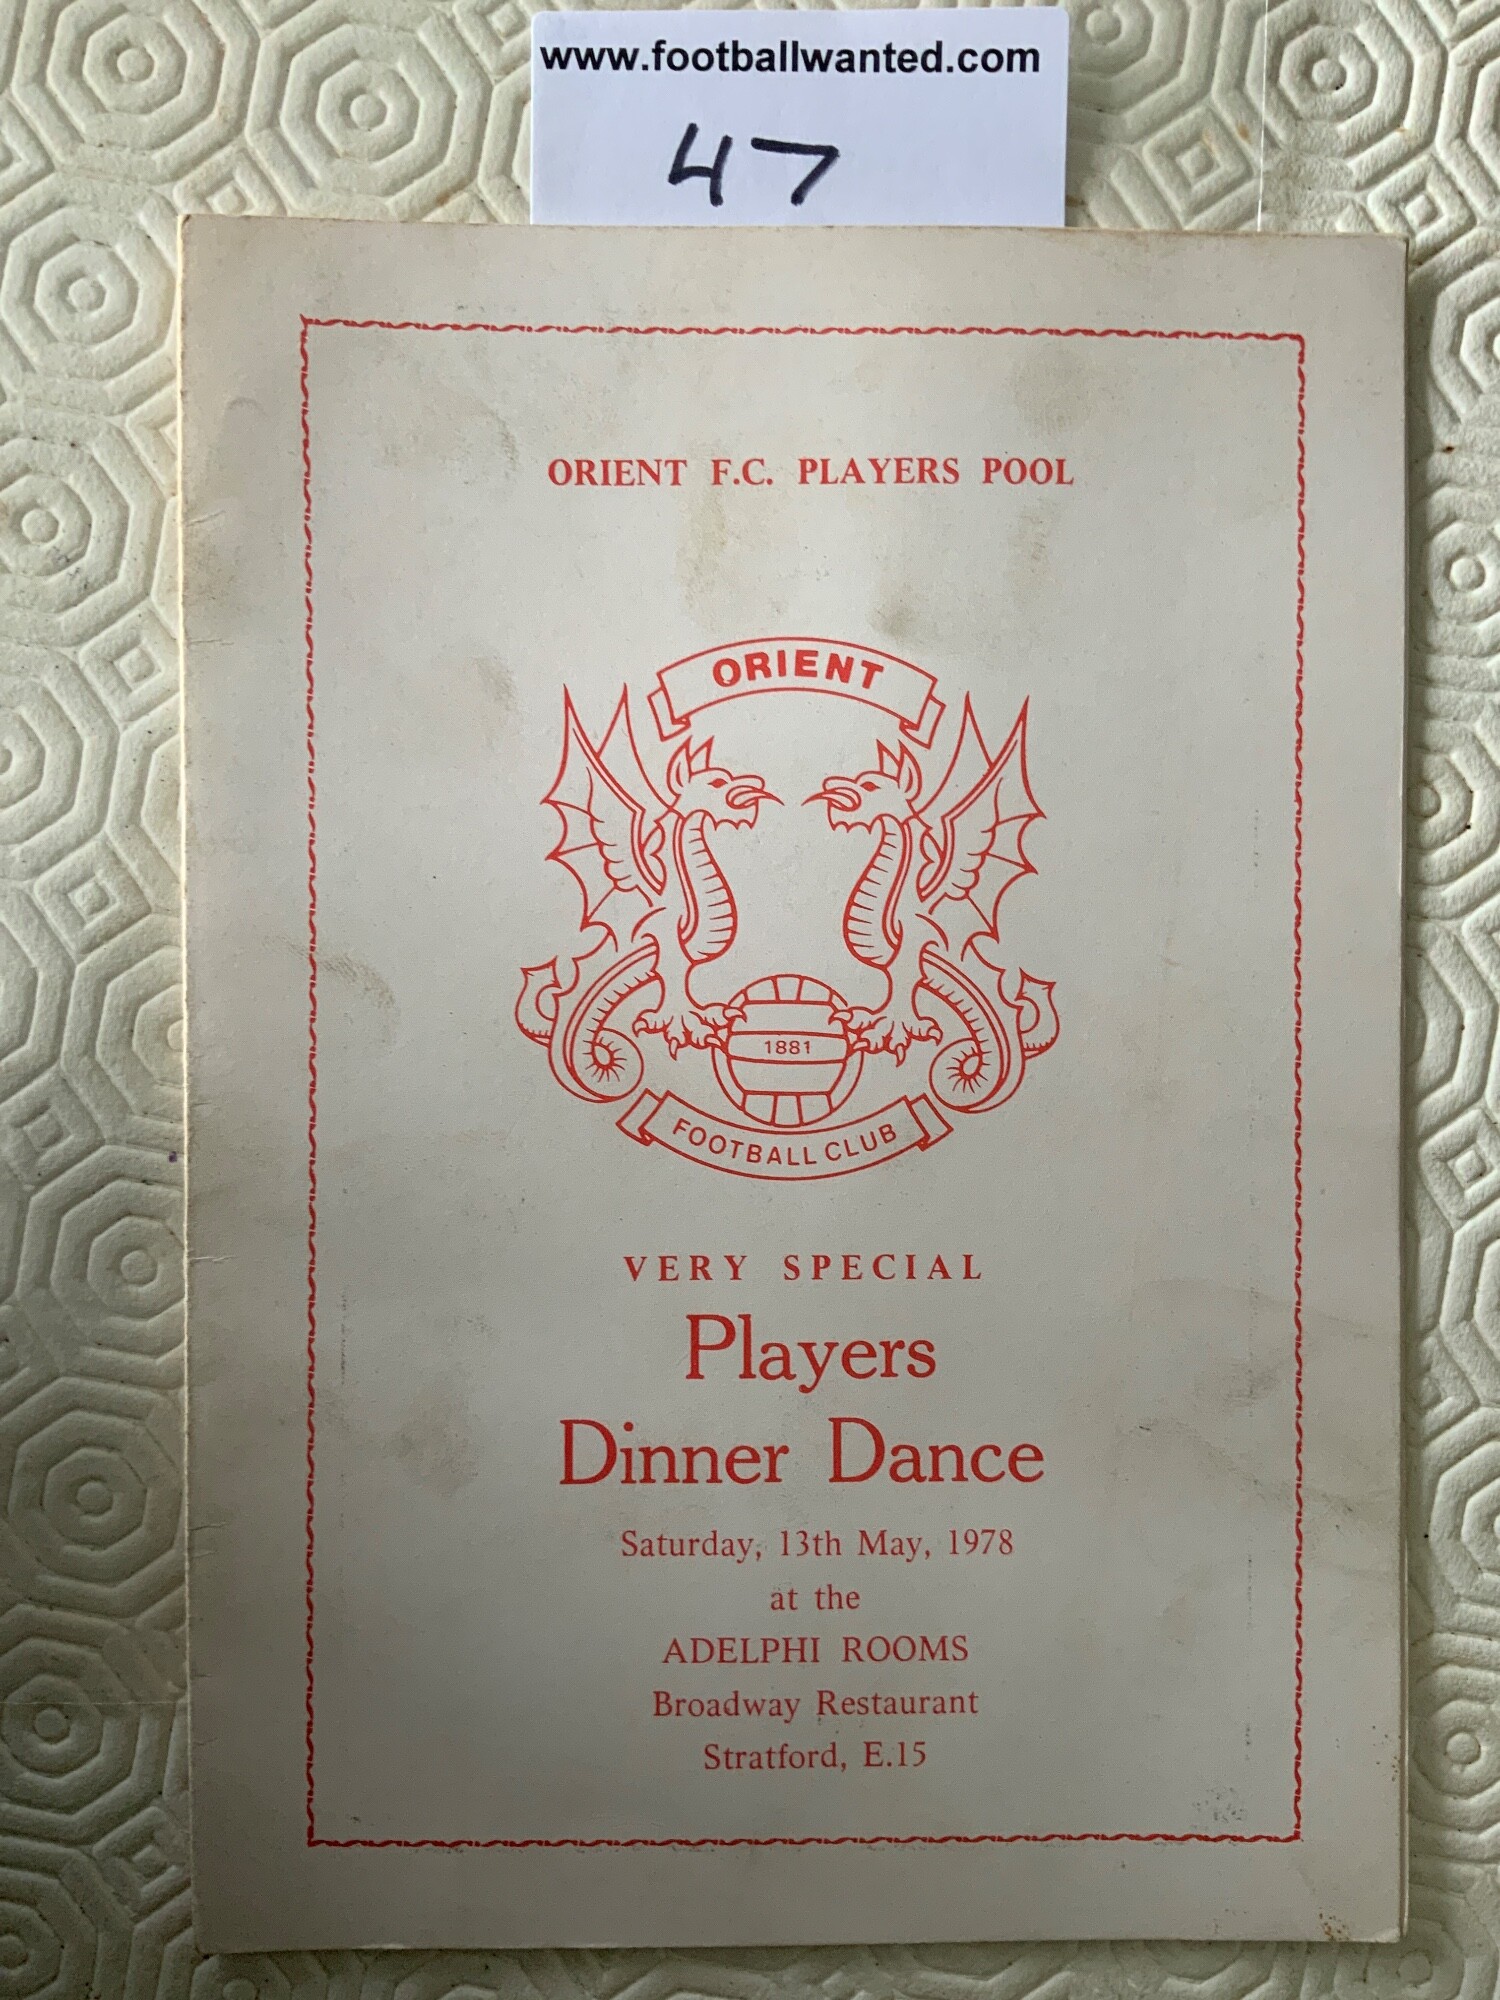 www.footballwanted.com
47
ORIENT F.C. PLAYERS POOL
ORIENT
1881
FOOTBALL CLUB
VERY SPECIAL
Players
Dinner Dance
Saturday, 13th May, 1978
at the
ADELPHI ROOMS
Broadway Restaurant
Stratford, E.15